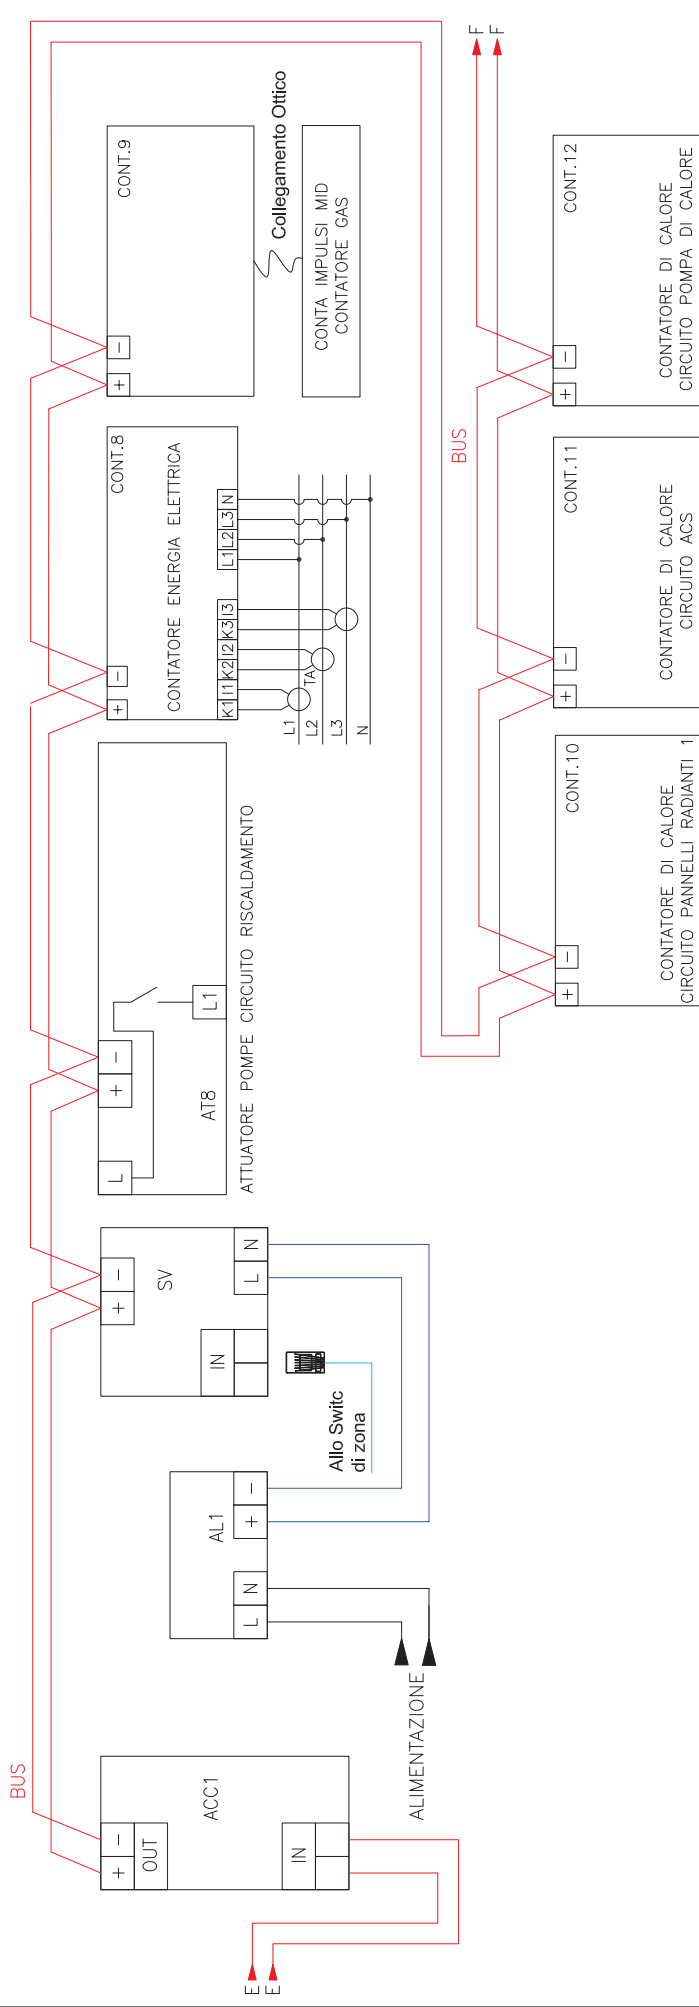 BUS
+
−
OUT
ACC1
IN
E
E
ALIMENTAZIONE
L
N
+
−
AL1
Allo Switc
di zona
+
−
SV
IN
L
N
L
+
−
L1
AT8
ATTUATORE POMPE CIRCUITO RISCALDAMENTO
+
−
CONT.8
CONTATORE ENERGIA ELETTRICA
K1 I1 K2 I2 K3 I3 L1 L2 L3 N
TA
L1
L2
L3
N
+
−
CONT.9
Collegamento Ottico
CONTA IMPULSI MID
CONTATORE GAS
BUS
F
F
+
−
CONT.10
CONTATORE DI CALORE
CIRCUITO PANNELLI RADIANTI 1
+
−
CONT.11
CONTATORE DI CALORE
CIRCUITO ACS
+
−
CONT.12
CONTATORE DI CALORE
CIRCUITO POMPA DI CALORE